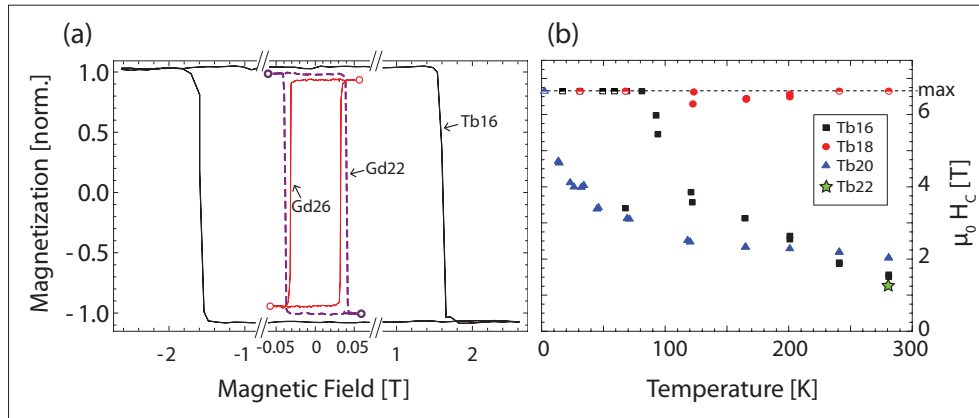 (a)
(b)
Magnetization [norm.]
1.0
0.5
0.0
- 0.5
- 1.0
Tb16
Gd22
Gd26
-2
-1
-0.05
0
0.05
1
2
Magnetic Field [T]
max
6
4
2
0
μ₀ H_C [T]
Tb16
Tb18
Tb20
Tb22
0
100
200
300
Temperature [K]